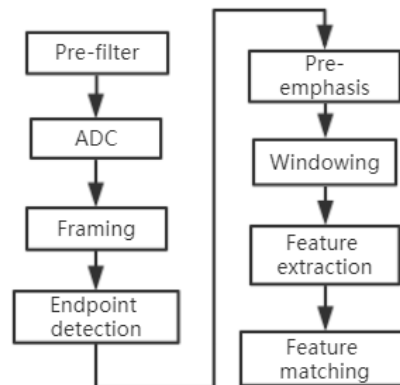 Pre-filter
ADC
Framing
Endpoint
detection
Pre-
emphasis
Windowing
Feature
extraction
Feature
matching